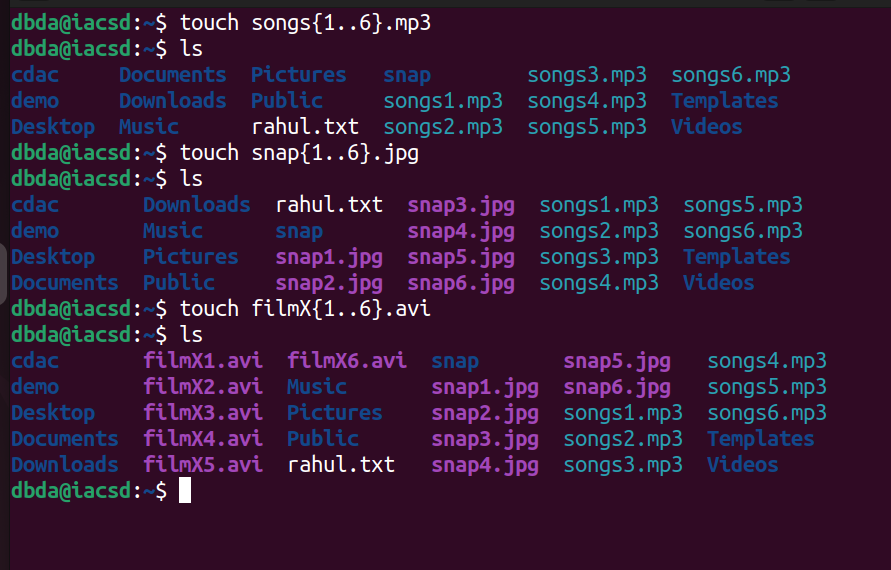 dbda@iacsd:~$ touch songs{1..6}.mp3
dbda@iacsd:~$ ls
cdac Documents Pictures snap songs3.mp3 songs6.mp3
demo Downloads Public songs1.mp3 songs4.mp3 Templates
Desktop Music rahul.txt songs2.mp3 songs5.mp3 Videos
dbda@iacsd:~$ touch snap{1..6}.jpg
dbda@iacsd:~$ ls
cdac Downloads rahul.txt snap3.jpg songs1.mp3 songs5.mp3
demo Music snap snap4.jpg songs2.mp3 songs6.mp3
Desktop Pictures snap1.jpg snap5.jpg songs3.mp3 Templates
Documents Public snap2.jpg snap6.jpg songs4.mp3 Videos
dbda@iacsd:~$ touch filmX{1..6}.avi
dbda@iacsd:~$ ls
cdac filmX1.avi filmX6.avi snap snap5.jpg songs4.mp3
demo filmX2.avi Music snap1.jpg snap6.jpg songs5.mp3
Desktop filmX3.avi Pictures snap2.jpg songs1.mp3 songs6.mp3
Documents filmX4.avi Public snap3.jpg songs2.mp3 Templates
Downloads filmX5.avi rahul.txt snap4.jpg songs3.mp3 Videos
dbda@iacsd:~$